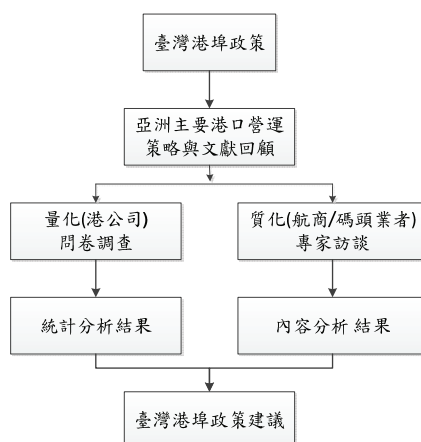 臺灣港埠政策
亞洲主要港口營運
策略與文獻回顧
量化(港公司)
問卷調查
質化(航商/碼頭業者)
專家訪談
統計分析結果
內容分析 結果
臺灣港埠政策建議